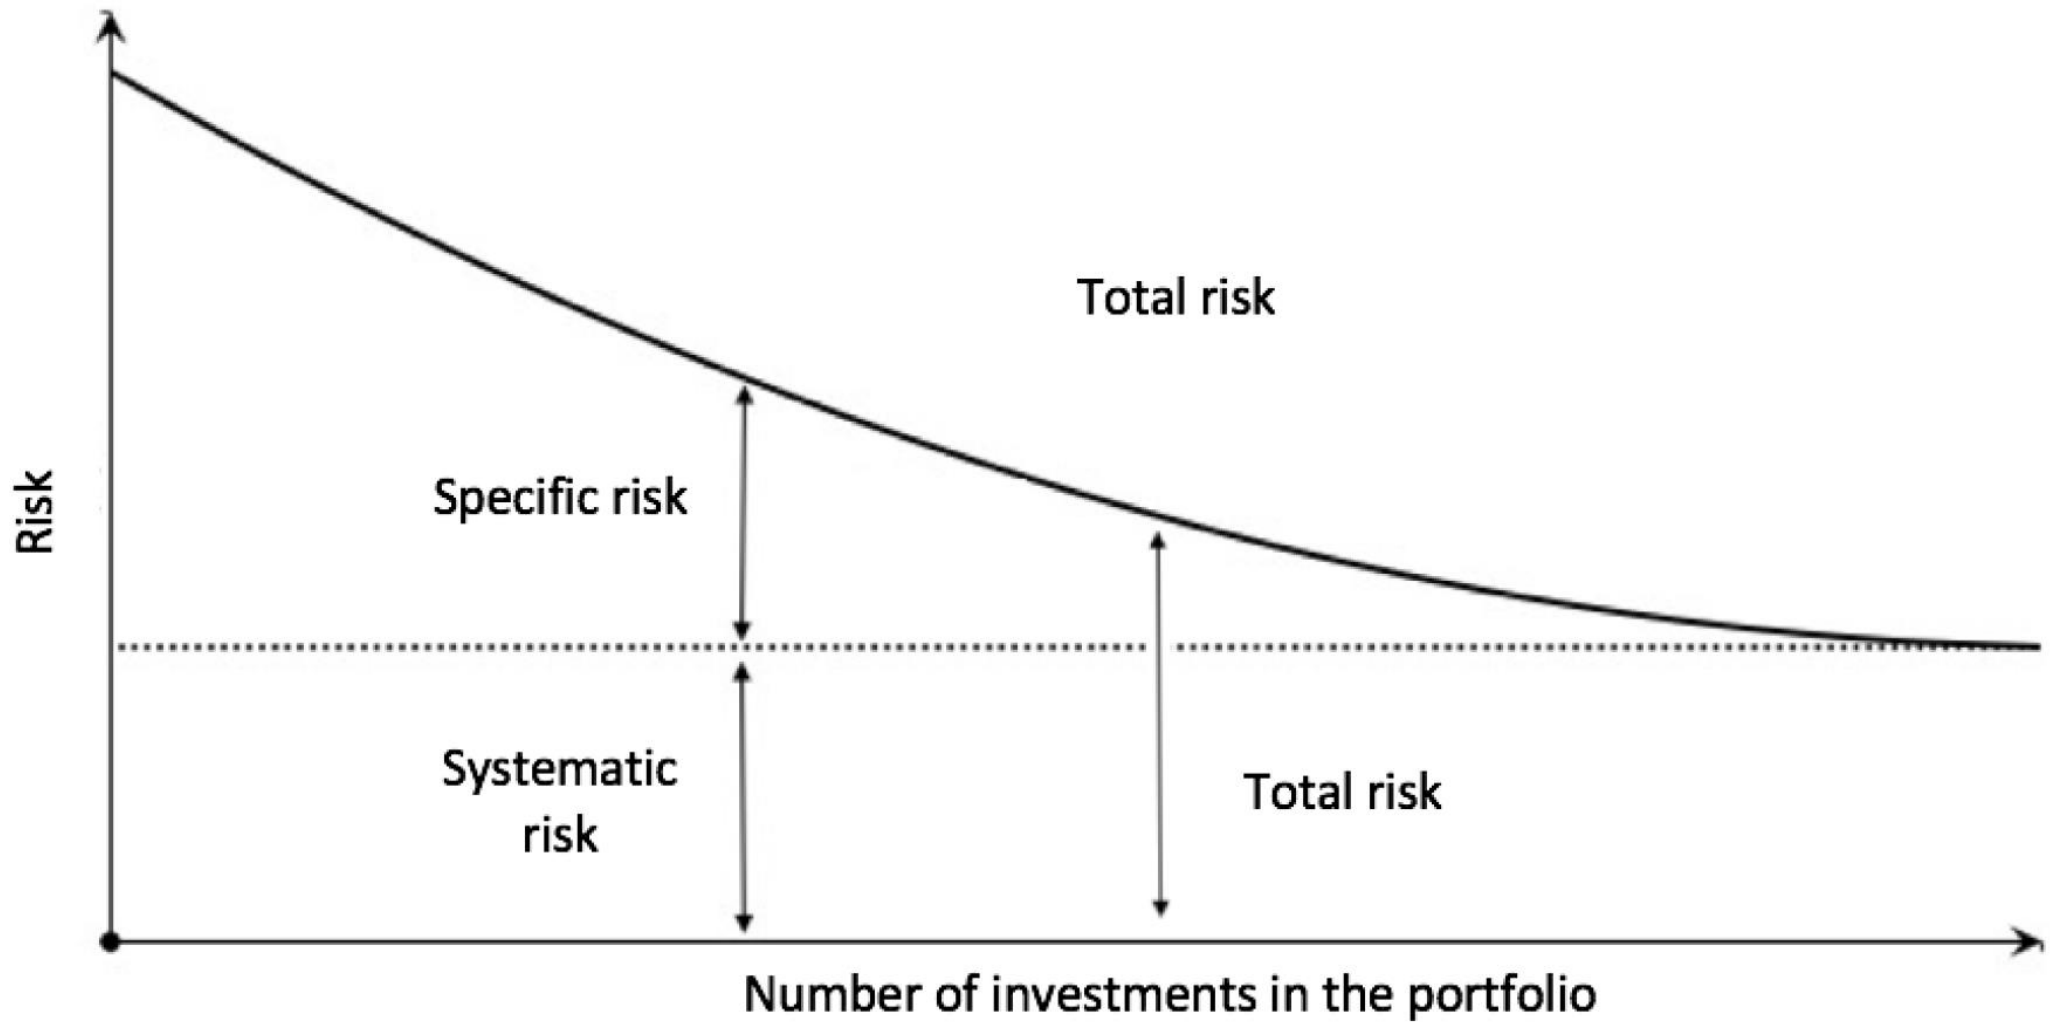 Total risk
Specific risk
Risk
Systematic
risk
Total risk
Number of investments in the portfolio